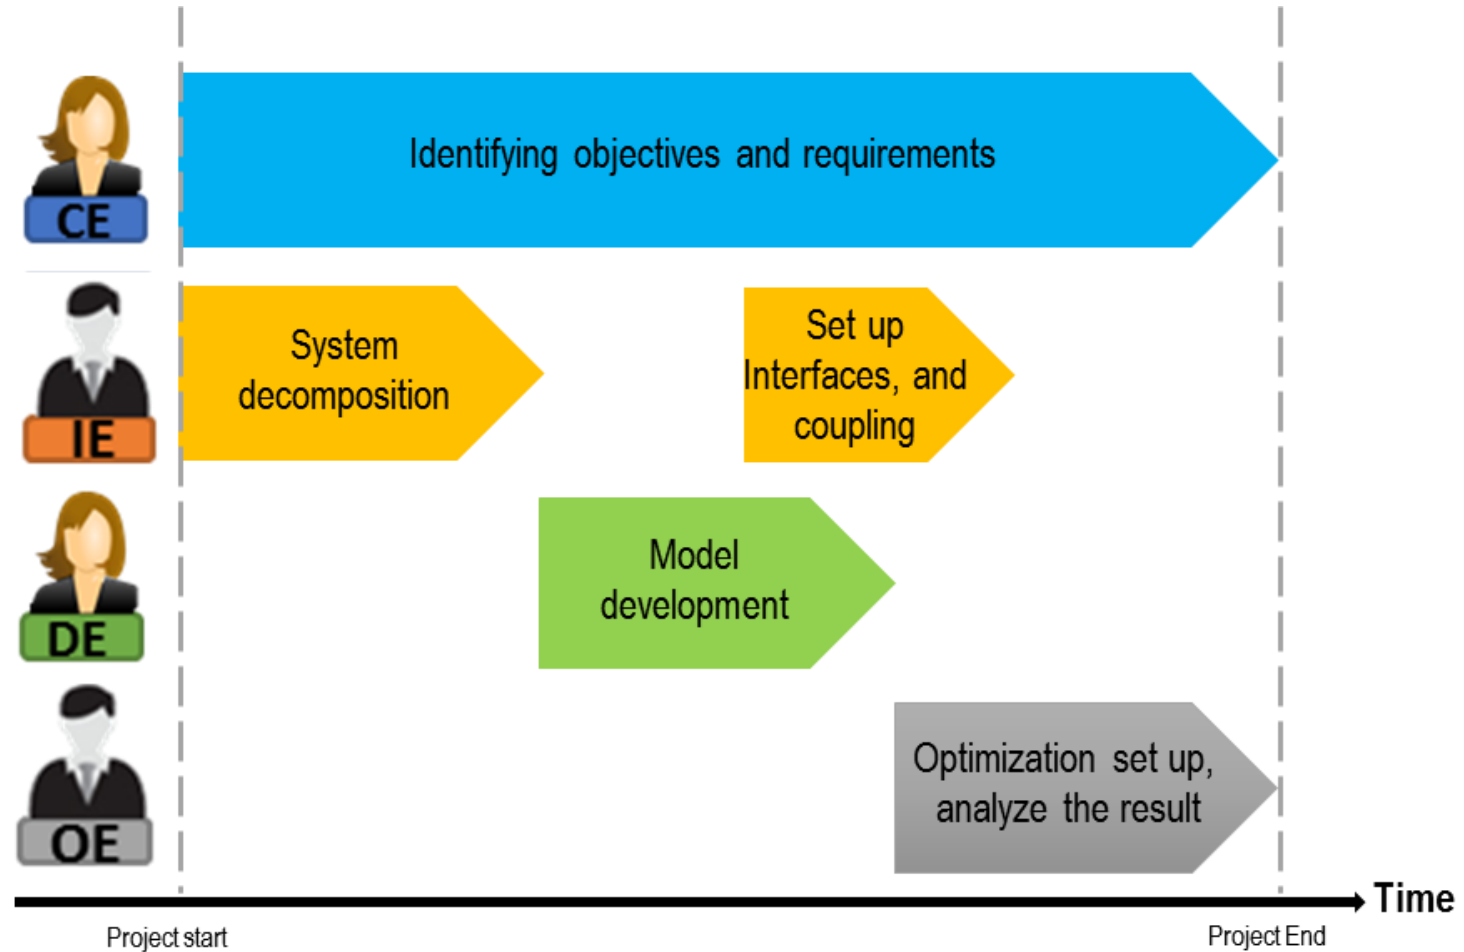 Identifying objectives and requirements
CE
System
decomposition
Set up
Interfaces, and
coupling
IE
Model
development
DE
Optimization set up,
analyze the result
OE
Time
Project start
Project End